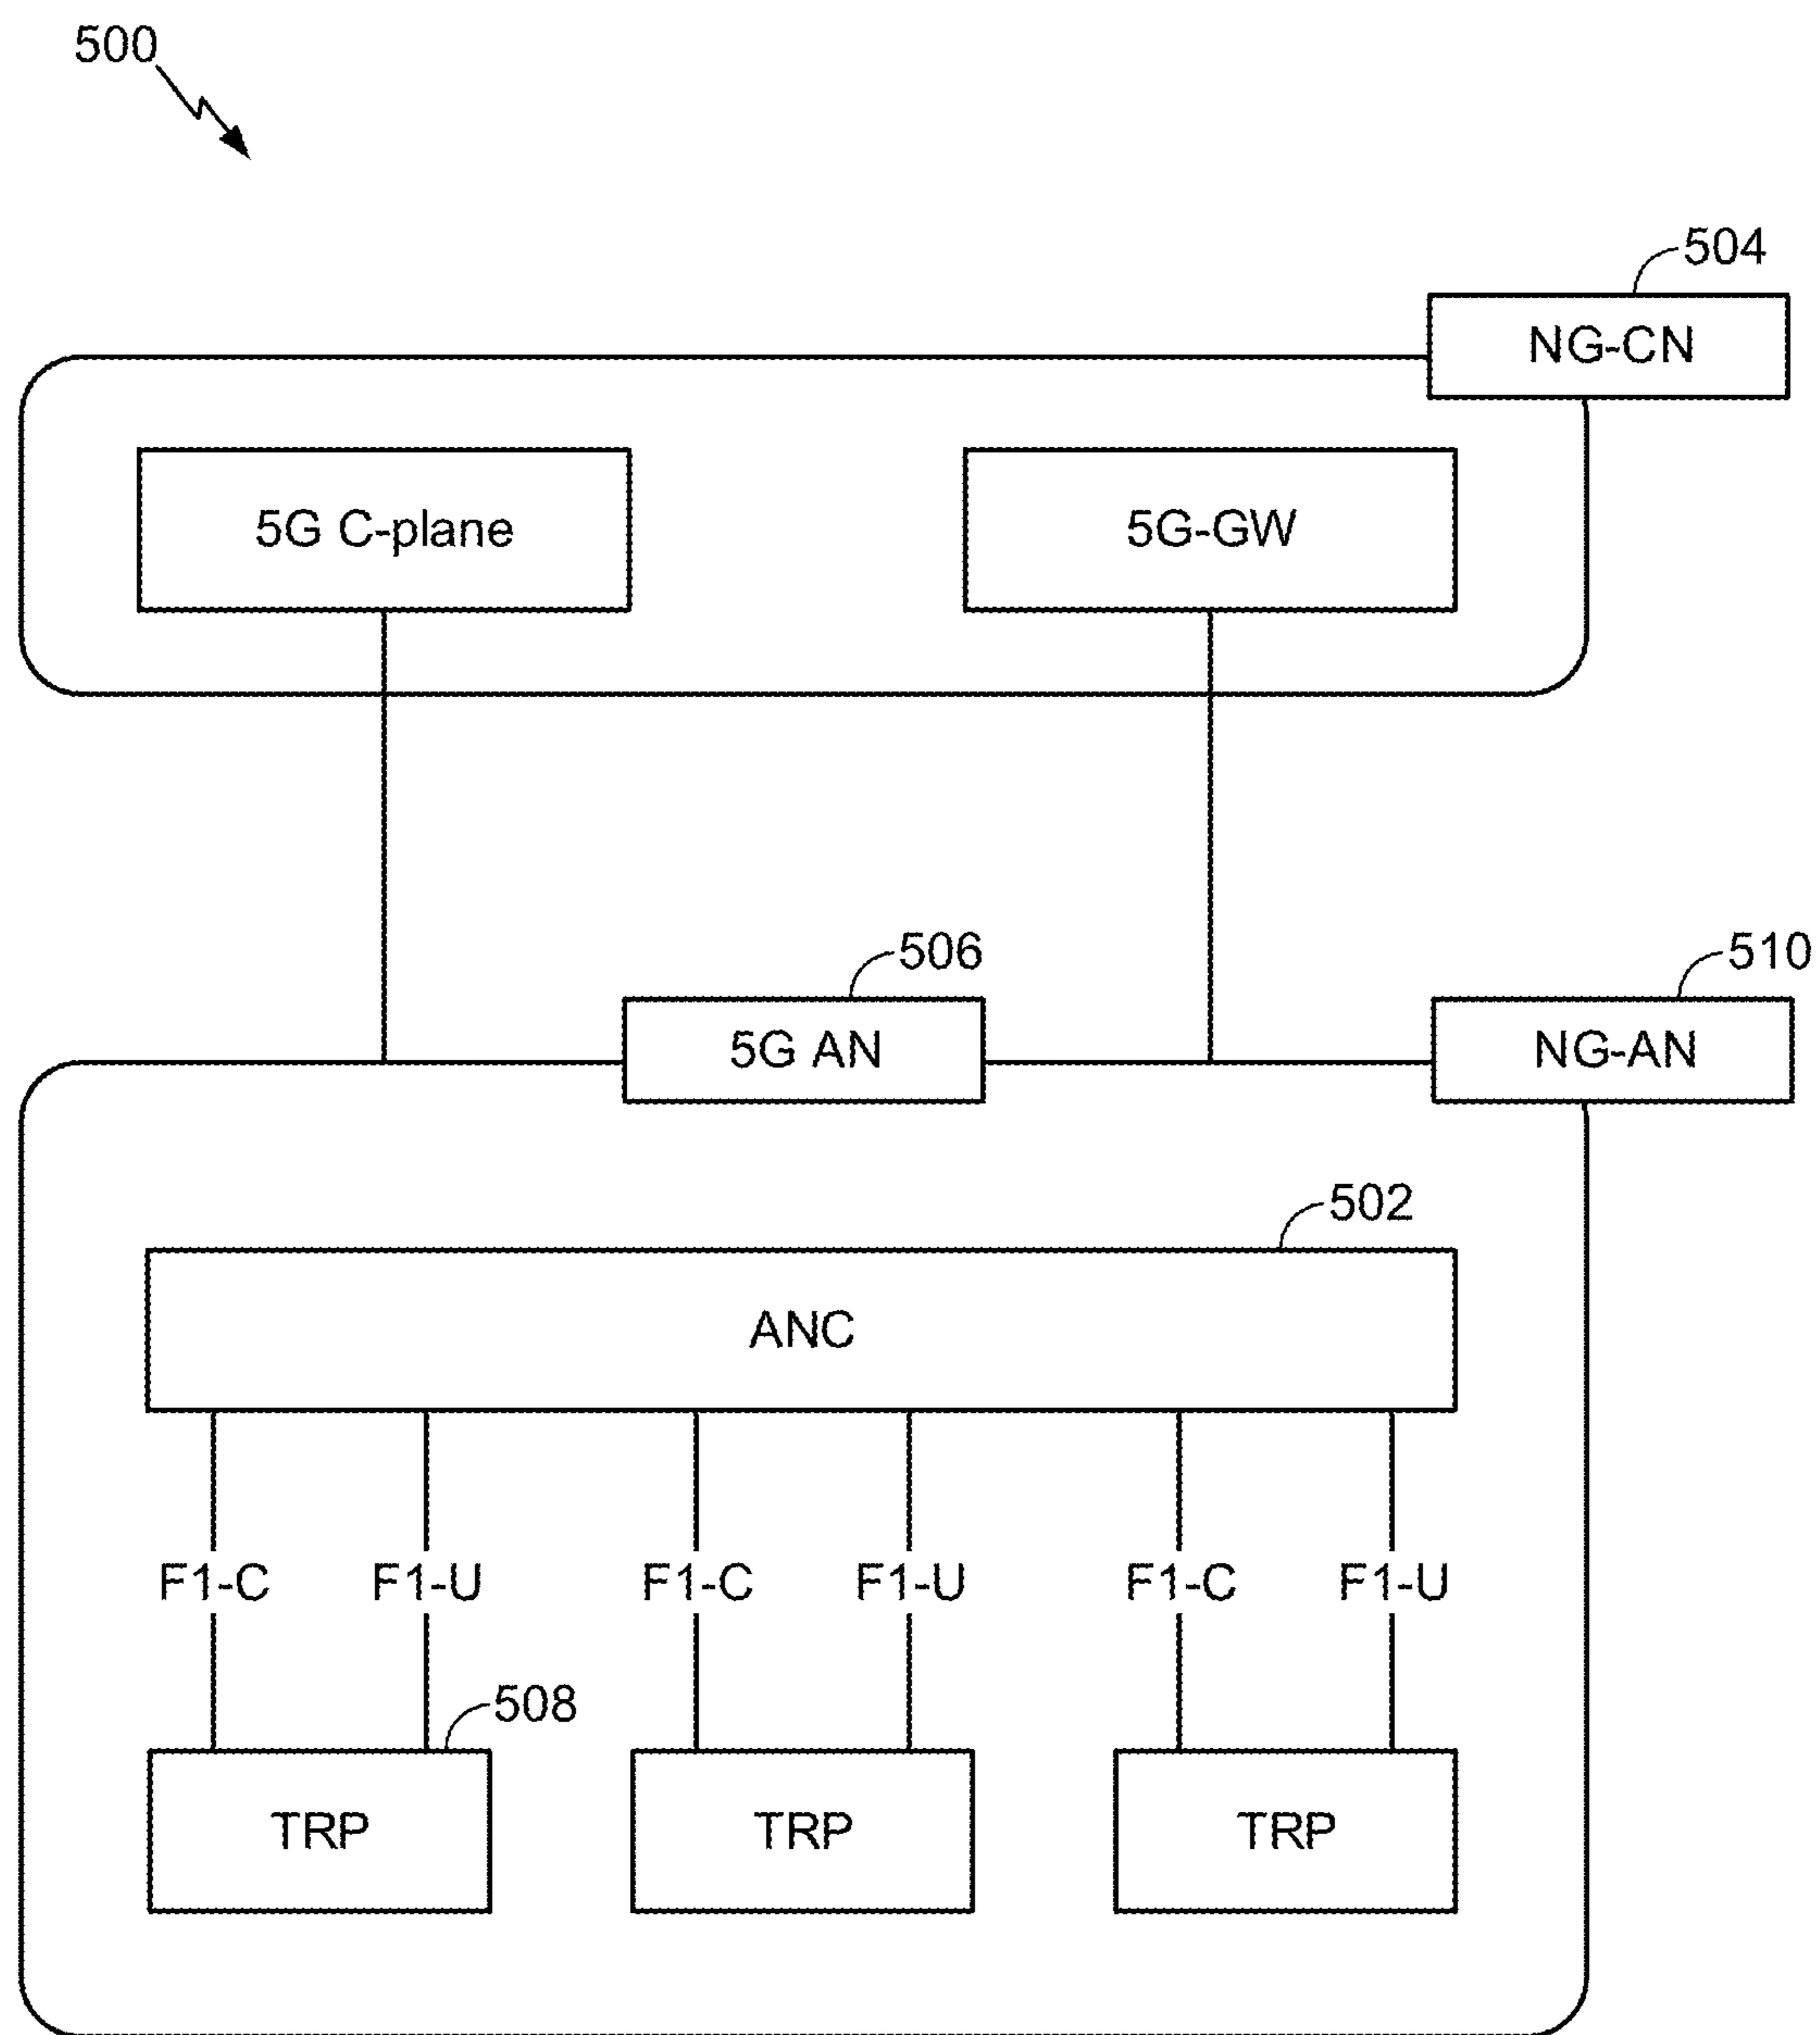 500
504
NG-CN
5G C-plane
5G-GW
506
510
5G AN
NG-AN
502
ANC
F1-C
F1-U
F1-C
F1-U
F1-C
F1-U
508
TRP
TRP
TRP